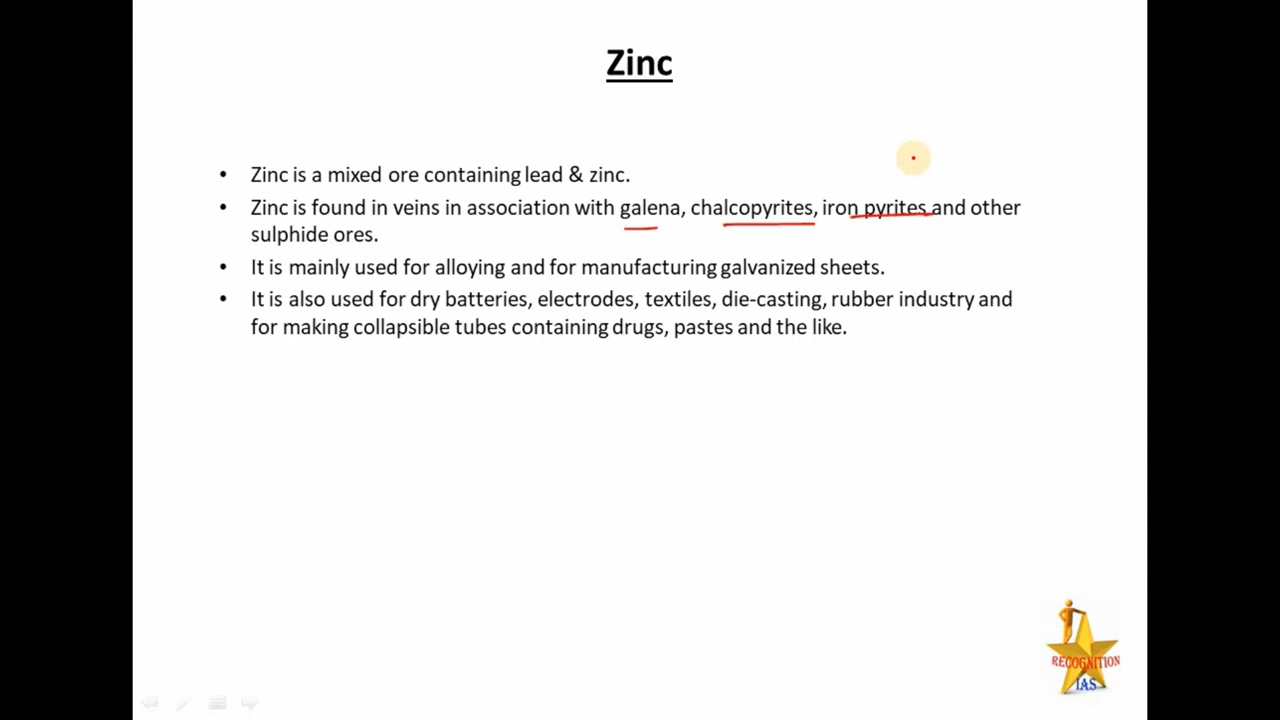 Zinc
• Zinc is a mixed ore containing lead & zinc.
• Zinc is found in veins in association with galena, chalcopyrites, iron pyrites and other
sulphide ores.
• It is mainly used for alloying and for manufacturing galvanized sheets.
• It is also used for dry batteries, electrodes, textiles, die-casting, rubber industry and
for making collapsible tubes containing drugs, pastes and the like.
RECOGNITION
IAS